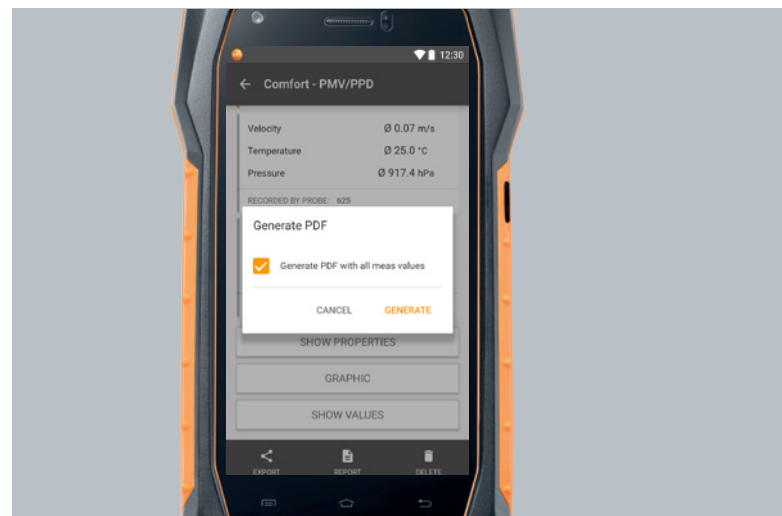 12:30
Comfort - PMV/PPD
Velocity Ø 0.07 m/s
Temperature Ø 25.0 °C
Pressure Ø 917.4 hPa
RECORDED BY PROBE: 625
Generate PDF
Generate PDF with all meas values
CANCEL GENERATE
SHOW PROPERTIES
GRAPHIC
SHOW VALUES
EXPORT REPORT DELETE